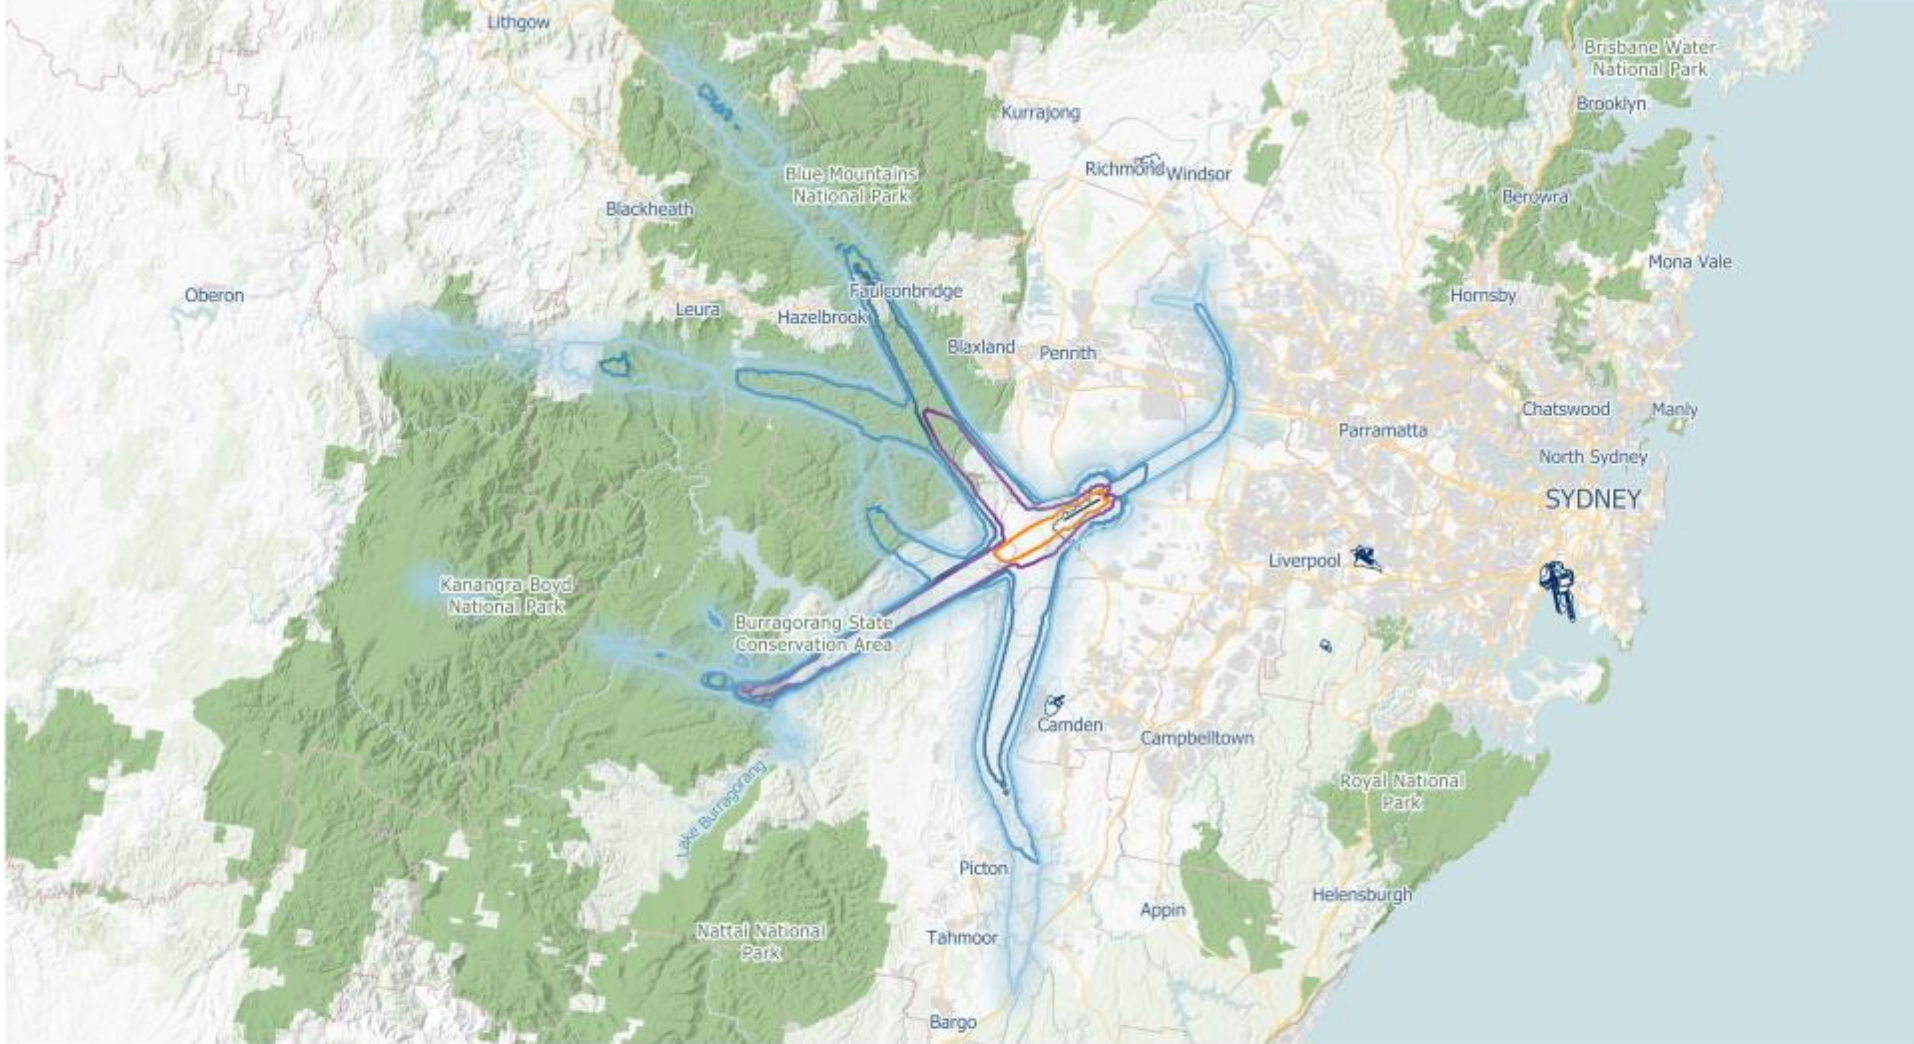 Lithgow
Brisbane Water
National Park
Brooklyn
Kurrajong
Richmond
Windsor
Blue Mountains
National Park
Berowra
Blackheath
Mona Vale
Oberon
Faulconbridge
Hornsby
Leura
Hazelbrook
Blaxland
Penrith
Chatswood
Manly
Parramatta
North Sydney
SYDNEY
Liverpool
Kanangra Boyd
National Park
Burragorang State
Conservation Area
Camden
Campbelltown
Royal National
Park
Lake Burragorang
Picton
Helensburgh
Appin
Nattai National
Park
Tahmoor
Bargo